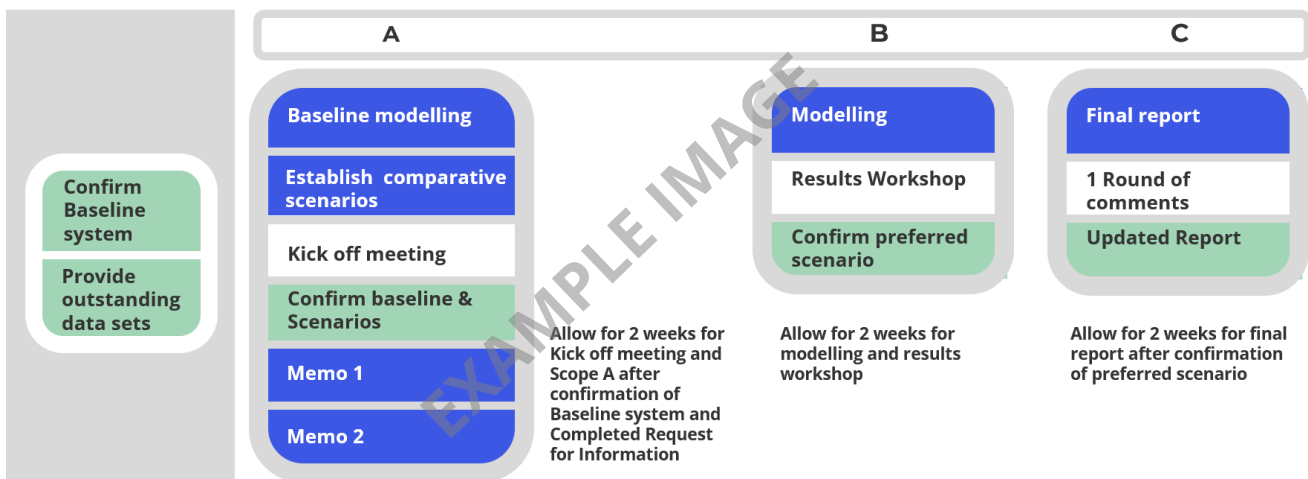 A
B
C
Confirm
Baseline
system
Provide
outstanding
data sets
Baseline modelling
Establish comparative
scenarios
Kick off meeting
Confirm baseline &
Scenarios
Memo 1
Memo 2
Allow for 2 weeks for
Kick off meeting and
Scope A after
confirmation of
Baseline system and
Completed Request
for Information
Modelling
Results Workshop
Confirm preferred
scenario
Allow for 2 weeks for
modelling and results
workshop
Final report
1 Round of
comments
Updated Report
Allow for 2 weeks for final
report after confirmation
of preferred scenario
EXAMPLE IMAGE